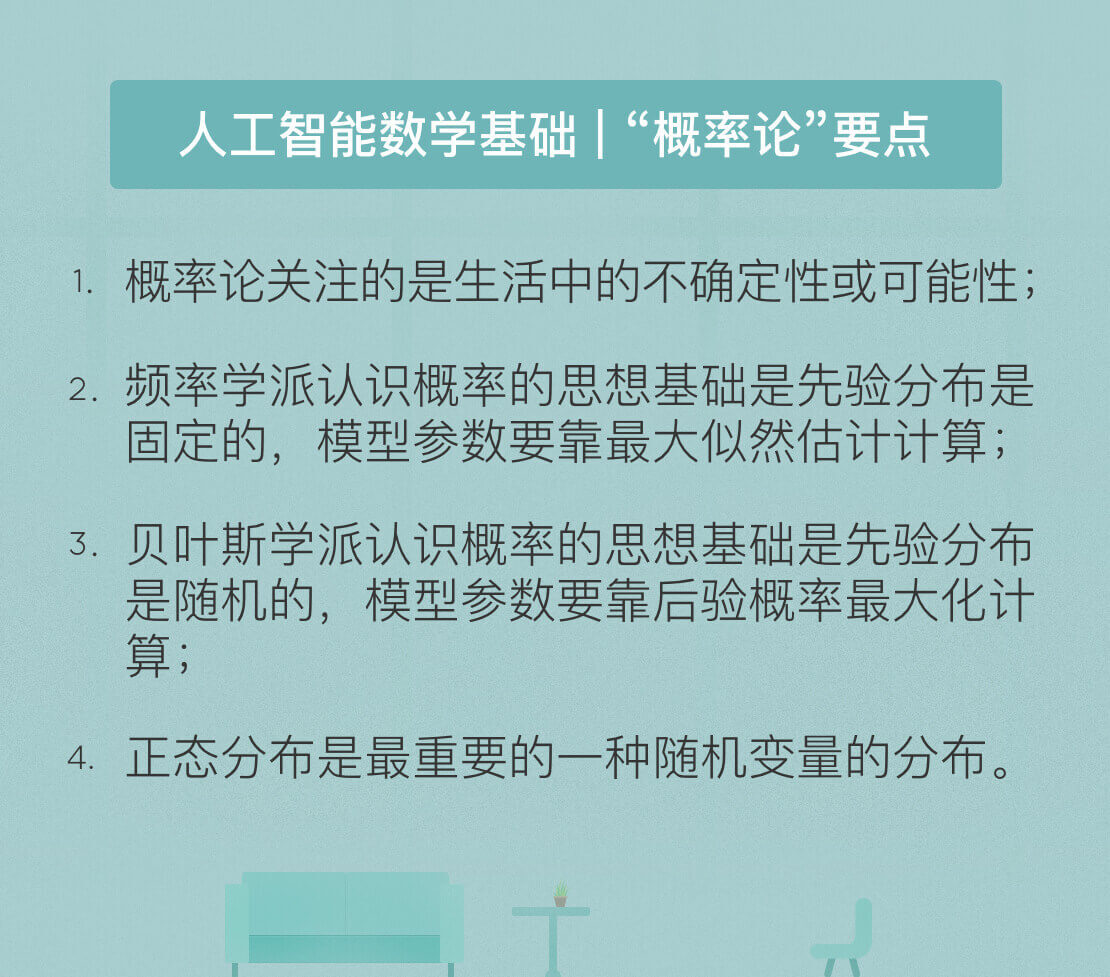 人工智能数学基础 | “概率论”要点
1. 概率论关注的是生活中的不确定性或可能性；
2. 频率学派认识概率的思想基础是先验分布是
固定的，模型参数要靠最大似然估计计算；
3. 贝叶斯学派认识概率的思想基础是先验分布
是随机的，模型参数要靠后验概率最大化计
算；
4. 正态分布是最重要的一种随机变量的分布。